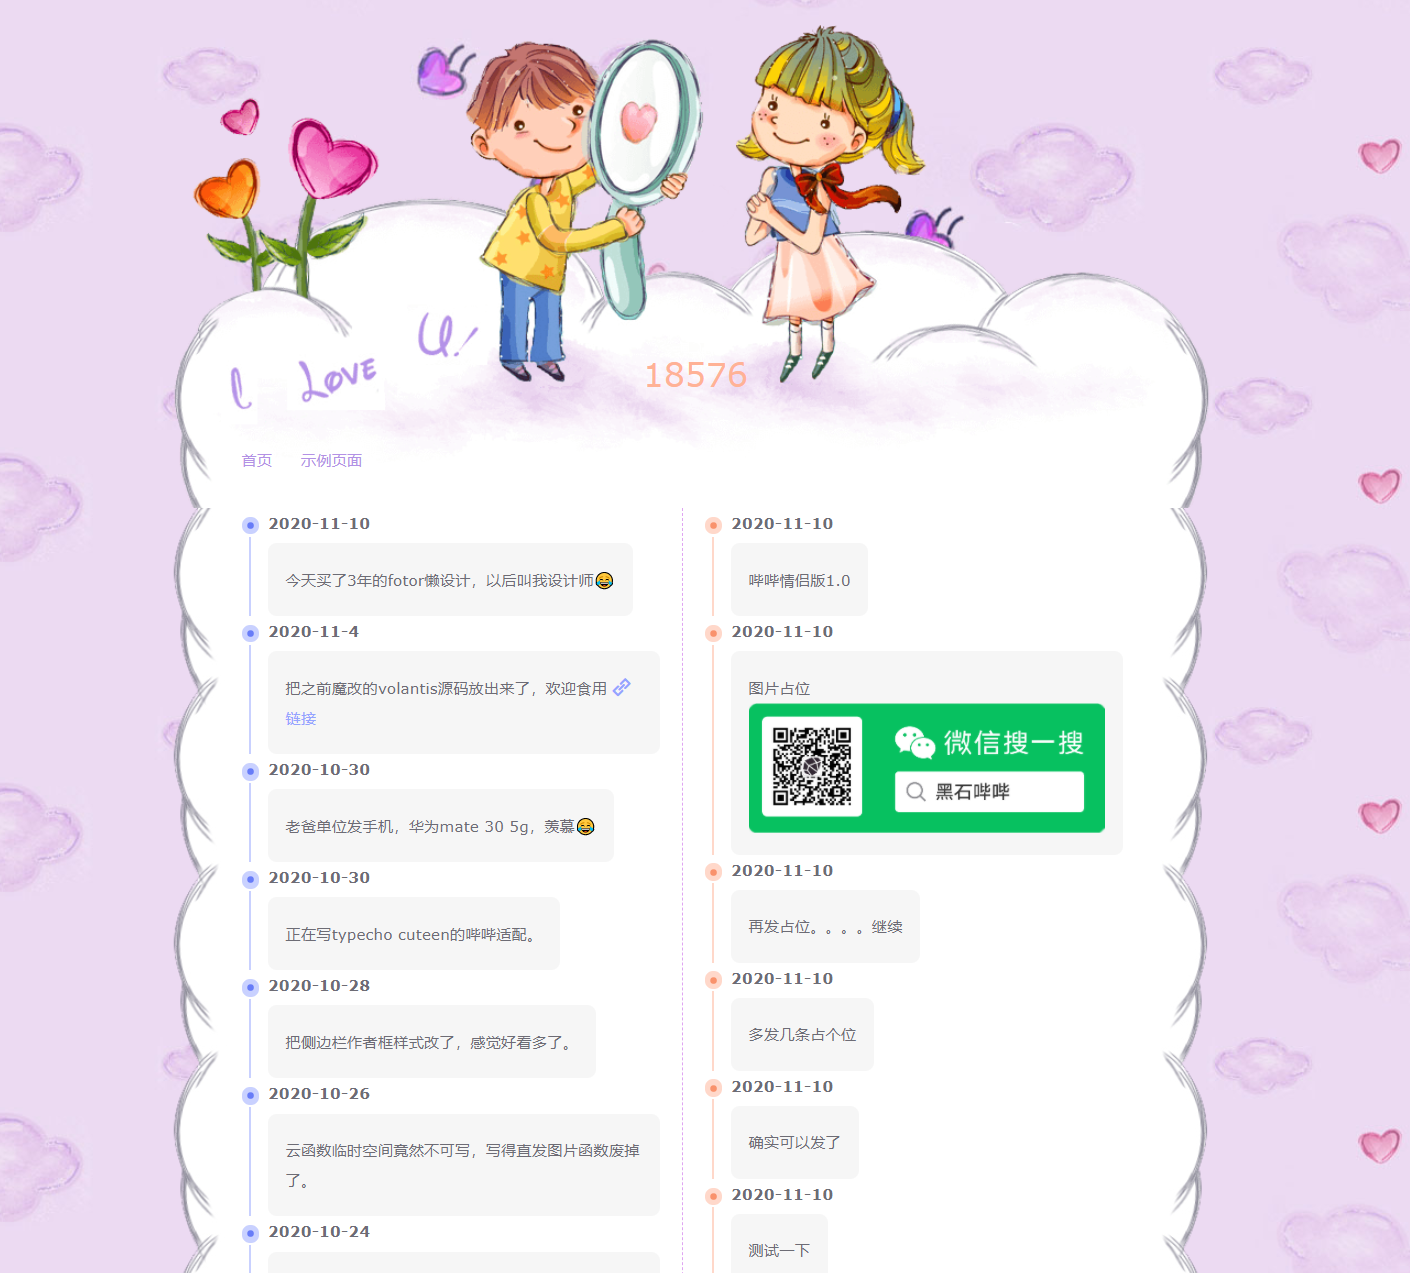 I LOVE U!
18576
首页 示例页面
2020-11-10
今天买了3年的fotor懒设计，以后叫我设计师😂
2020-11-4
把之前魔改的volantis源码放出来了，欢迎食用
链接
2020-10-30
老爸单位发手机，华为mate 30 5g，羡慕😂
2020-10-30
正在写typecho cuteen的哔哔适配。
2020-10-28
把侧边栏作者框样式改了，感觉好看多了。
2020-10-26
云函数临时空间竟然不可写，写得直发图片函数废掉
了。
2020-10-24
2020-11-10
哔哔情侣版1.0
2020-11-10
图片占位
微信搜一搜
黑石哔哔
2020-11-10
再发占位。。。。继续
2020-11-10
多发几条占个位
2020-11-10
确实可以发了
2020-11-10
测试一下